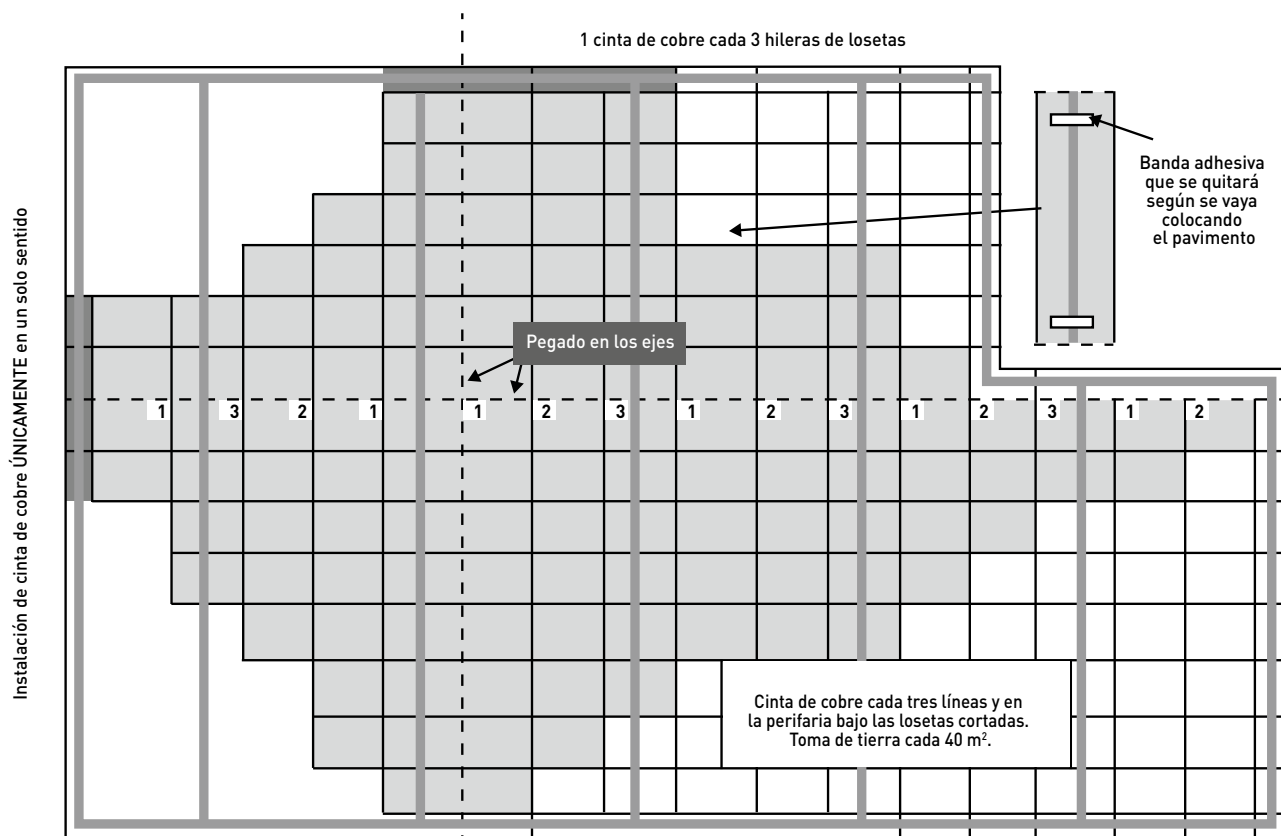 1 cinta de cobre cada 3 hileras de losetas
Instalación de cinta de cobre ÚNICAMENTE en un solo sentido
Banda adhesiva
que se quitará
según se vaya
colocando
el pavimento
Pegado en los ejes
1 3 2 1 1 2 3 1 2 3 1 2 3 1 2
Cinta de cobre cada tres líneas y en
la perifaria bajo las losetas cortadas.
Toma de tierra cada 40 m².